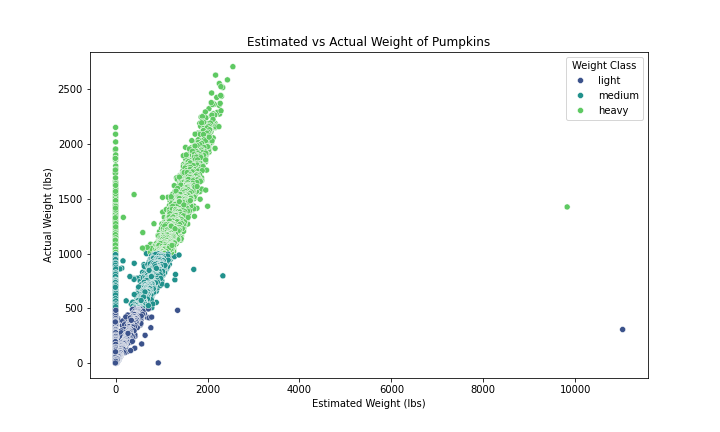 Estimated vs Actual Weight of Pumpkins
Weight Class
light
medium
heavy
Actual Weight (lbs)
2500
2000
1500
1000
500
0
0 2000 4000 6000 8000 10000
Estimated Weight (lbs)